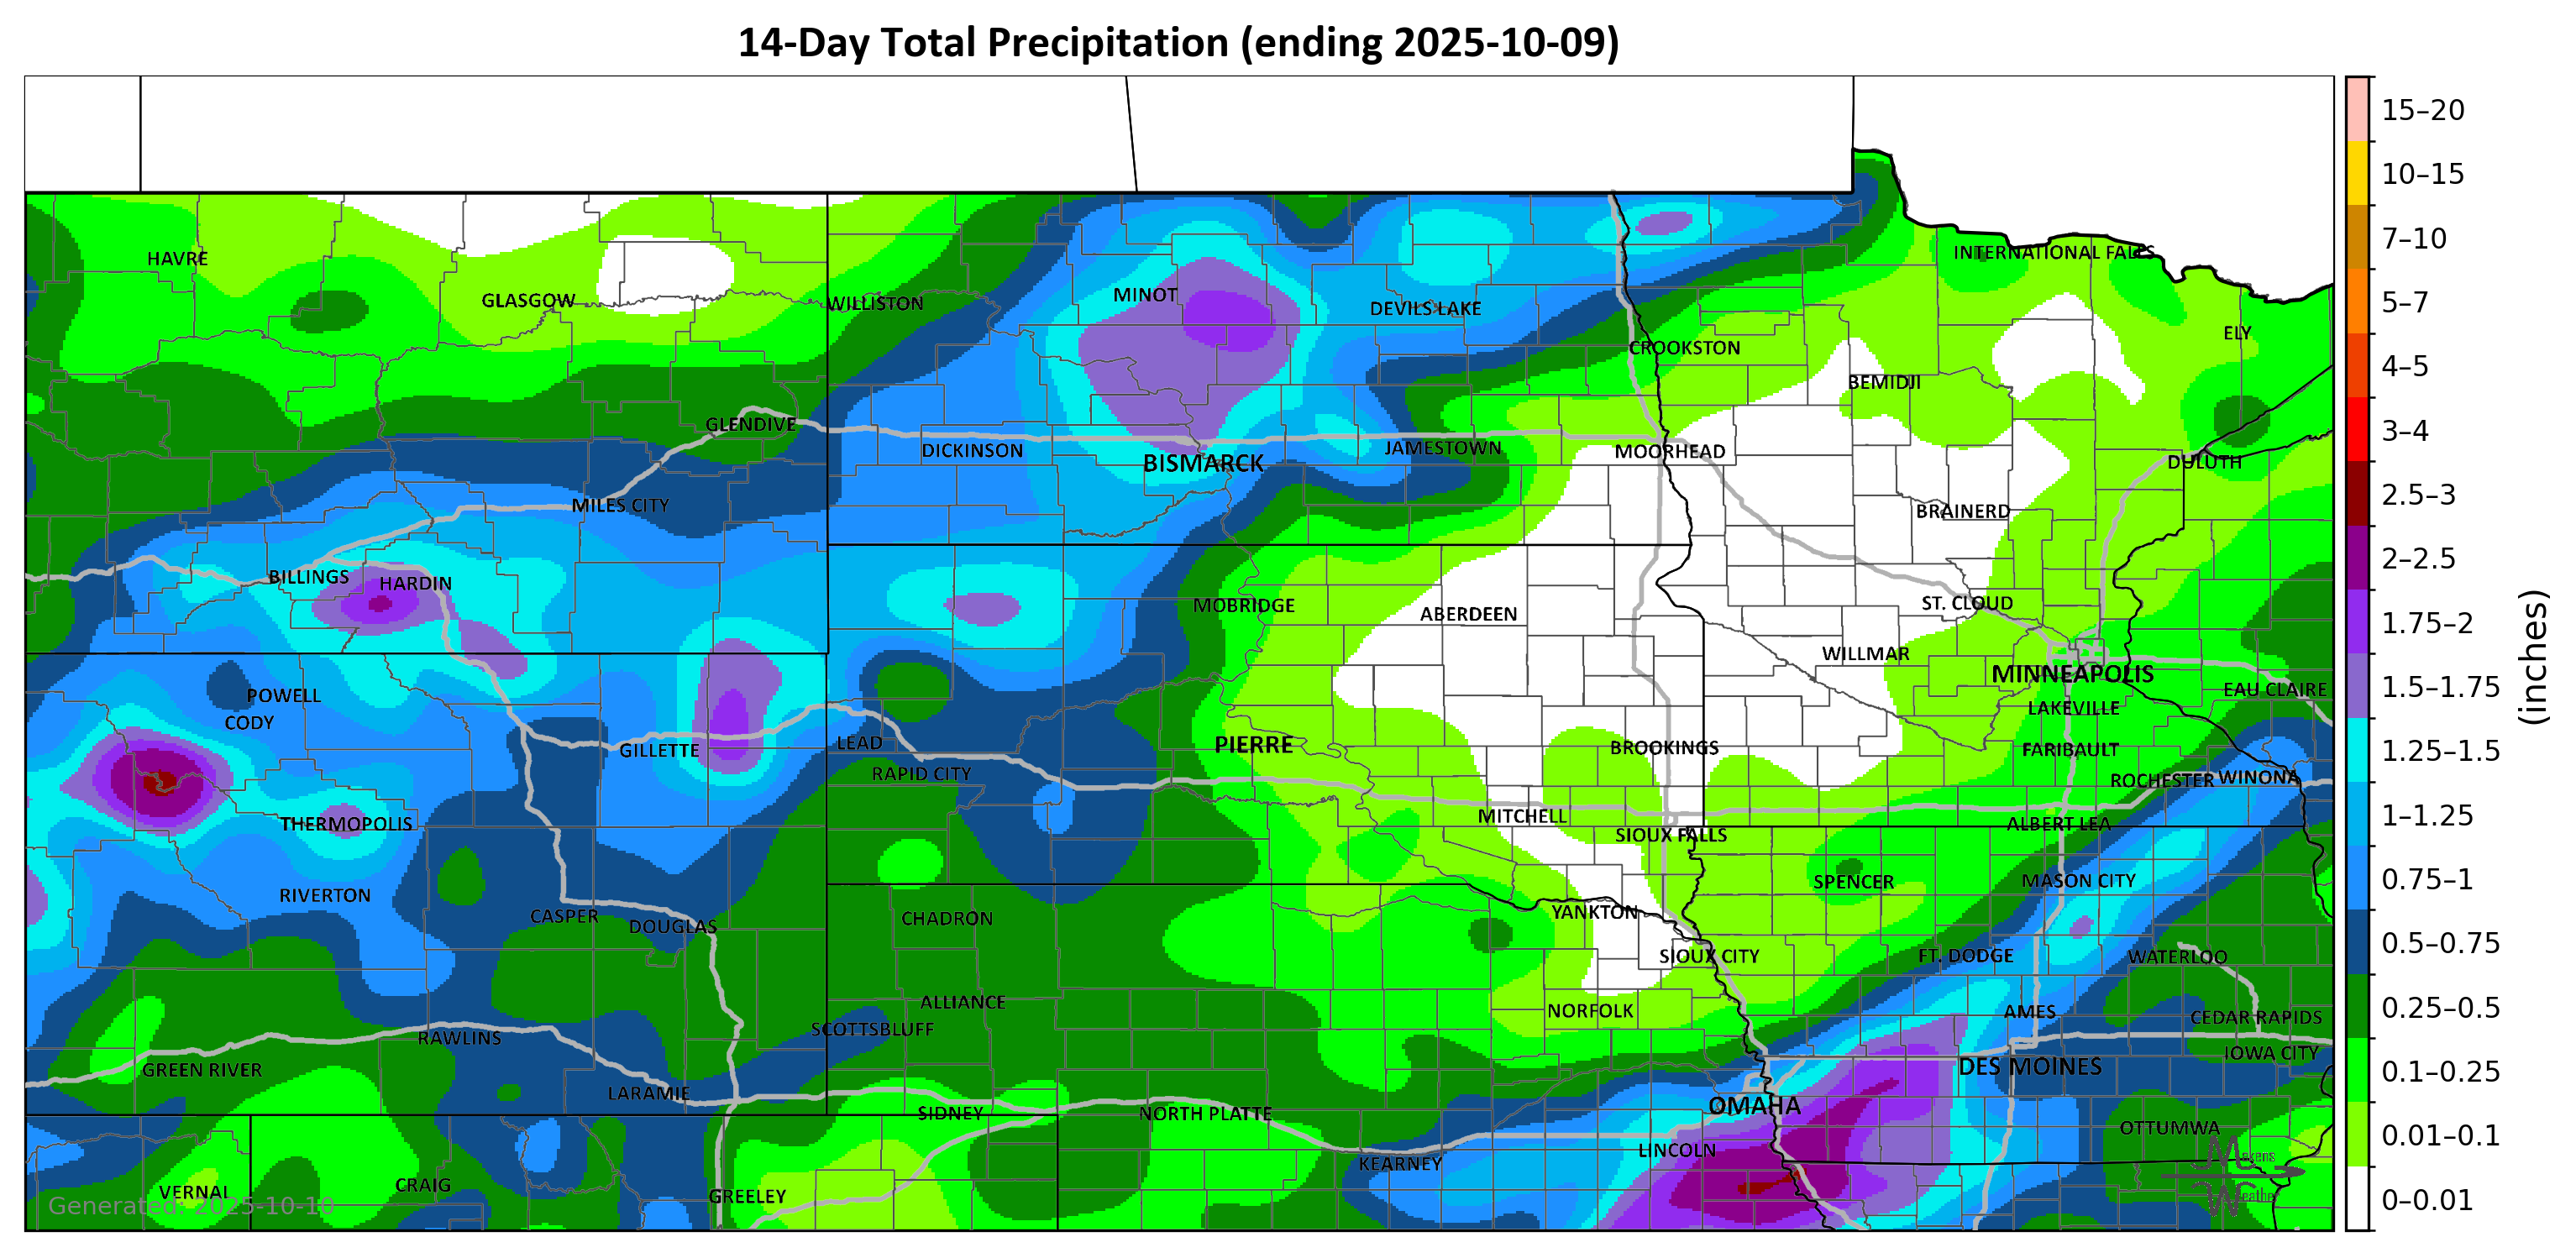 14-Day Total Precipitation (ending 2025-10-09)
HAVRE
GLASGOW
WILLISTON
MINOT
DEVILS LAKE
CROOKSTON
BEMIDJI
INTERNATIONAL FALLS
ELY
GLENDIVE
DICKINSON
BISMARCK
JAMESTOWN
MOORHEAD
DULUTH
MILES CITY
BRAINERD
BILLINGS
HARDIN
MOBRIDGE
ABERDEEN
ST. CLOUD
WILLMAR
MINNEAPOLIS
POWELL
CODY
EAU CLAIRE
LAKEVILLE
GILLETTE
LEAD
PIERRE
BROOKINGS
FARIBAULT
RAPID CITY
ROCHESTER
WINONA
THERMOPOLIS
MITCHELL
SIOUX FALLS
ALBERT LEA
RIVERTON
SPENCER
MASON CITY
CASPER
DOUGLAS
CHADRON
YANKTON
SIOUX CITY
FT. DODGE
WATERLOO
ALLIANCE
NORFOLK
AMES
CEDAR RAPIDS
SCOTTSBLUFF
RAWLINS
IOWA CITY
GREEN RIVER
DES MOINES
LARAMIE
SIDNEY
NORTH PLATTE
OMAHA
OTTUMWA
LINCOLN
KEARNEY
VERNAL
CRAIG
GREELEY
Generated: 2025-10-10
Makens
Weather
15–20
10–15
7–10
5–7
4–5
3–4
2.5–3
2–2.5
1.75–2
1.5–1.75
1.25–1.5
1–1.25
0.75–1
0.5–0.75
0.25–0.5
0.1–0.25
0.01–0.1
0–0.01
(inches)